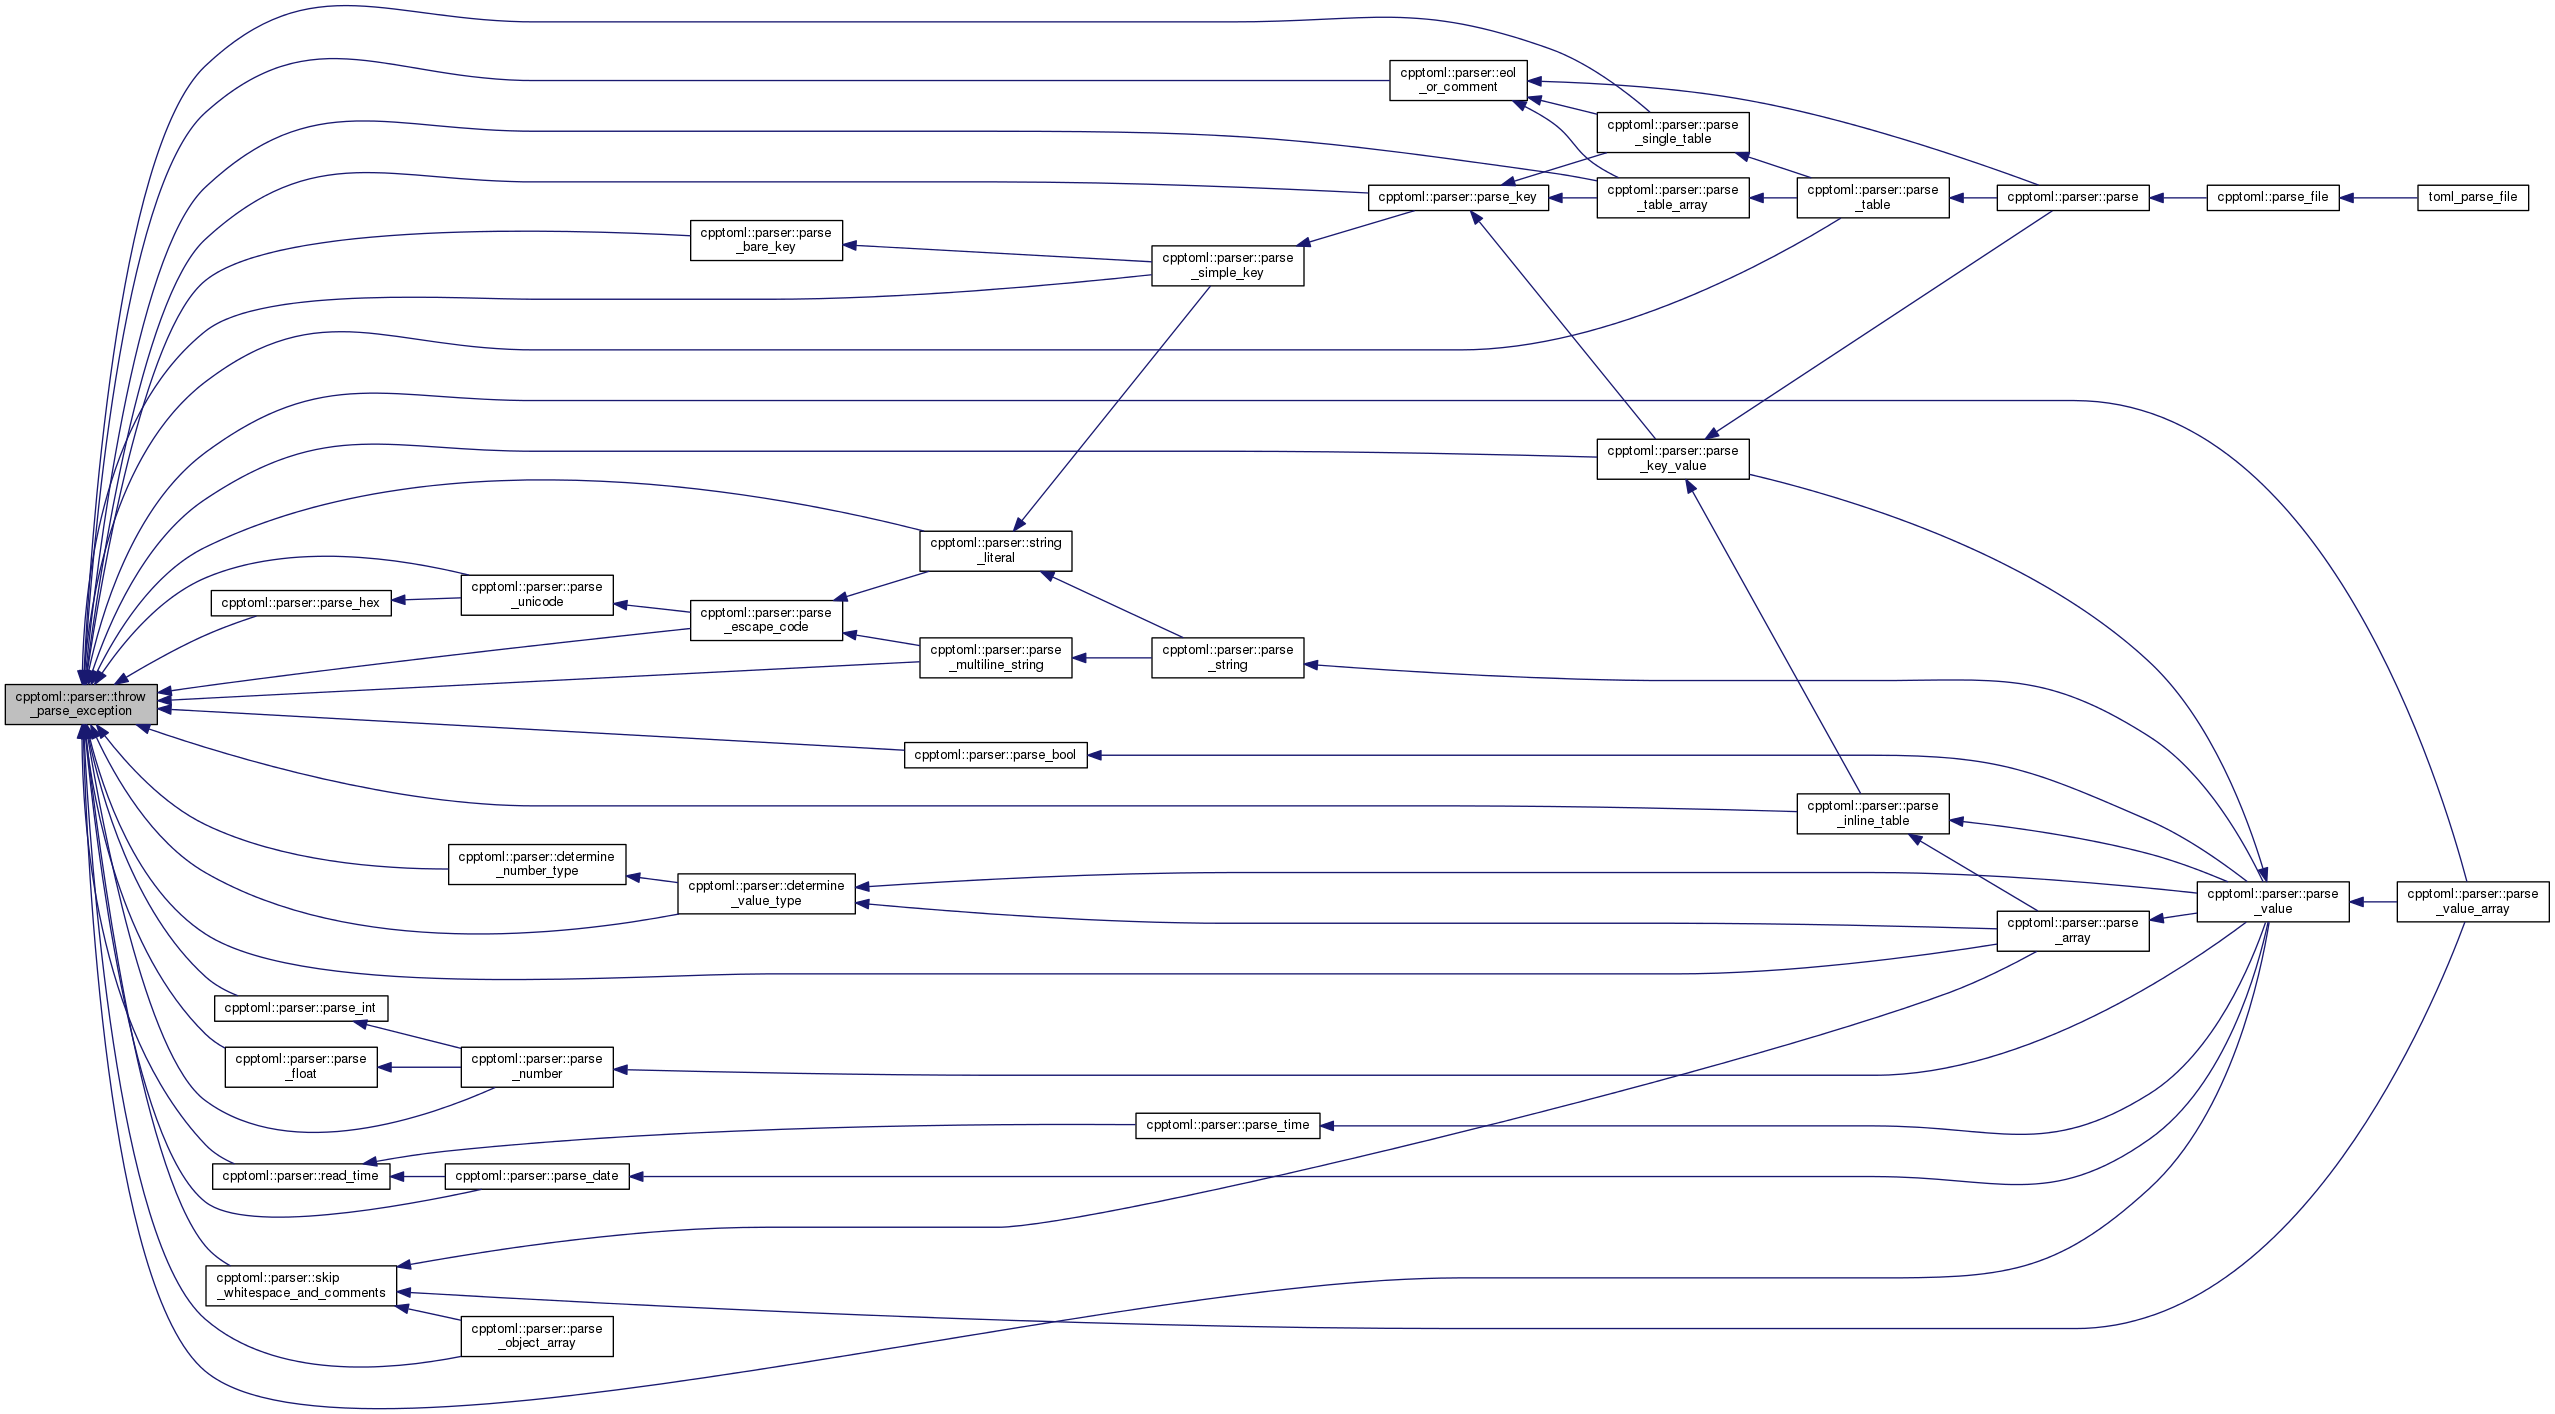 cpptoml::parser::eol
_or_comment
cpptoml::parser::parse
_single_table
cpptoml::parser::parse_key
cpptoml::parser::parse
_table_array
cpptoml::parser::parse
_table
cpptoml::parser::parse
cpptoml::parse_file
toml_parse_file
cpptoml::parser::parse
_bare_key
cpptoml::parser::parse
_simple_key
cpptoml::parser::parse
_key_value
cpptoml::parser::string
_literal
cpptoml::parser::parse_hex
cpptoml::parser::parse
_unicode
cpptoml::parser::parse
_escape_code
cpptoml::parser::parse
_multiline_string
cpptoml::parser::parse
_string
cpptoml::parser::throw
_parse_exception
cpptoml::parser::parse_bool
cpptoml::parser::parse
_inline_table
cpptoml::parser::determine
_number_type
cpptoml::parser::determine
_value_type
cpptoml::parser::parse
_array
cpptoml::parser::parse
_value
cpptoml::parser::parse
_value_array
cpptoml::parser::parse_int
cpptoml::parser::parse
_float
cpptoml::parser::parse
_number
cpptoml::parser::parse_time
cpptoml::parser::read_time
cpptoml::parser::parse_date
cpptoml::parser::skip
_whitespace_and_comments
cpptoml::parser::parse
_object_array